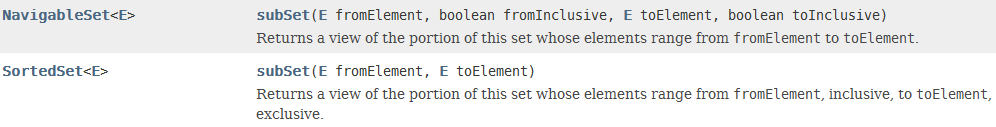 NavigableSet<E> subSet(E fromElement, boolean fromInclusive, E toElement, boolean toInclusive)
Returns a view of the portion of this set whose elements range from fromElement to toElement.
SortedSet<E> subSet(E fromElement, E toElement)
Returns a view of the portion of this set whose elements range from fromElement, inclusive, to toElement,
exclusive.